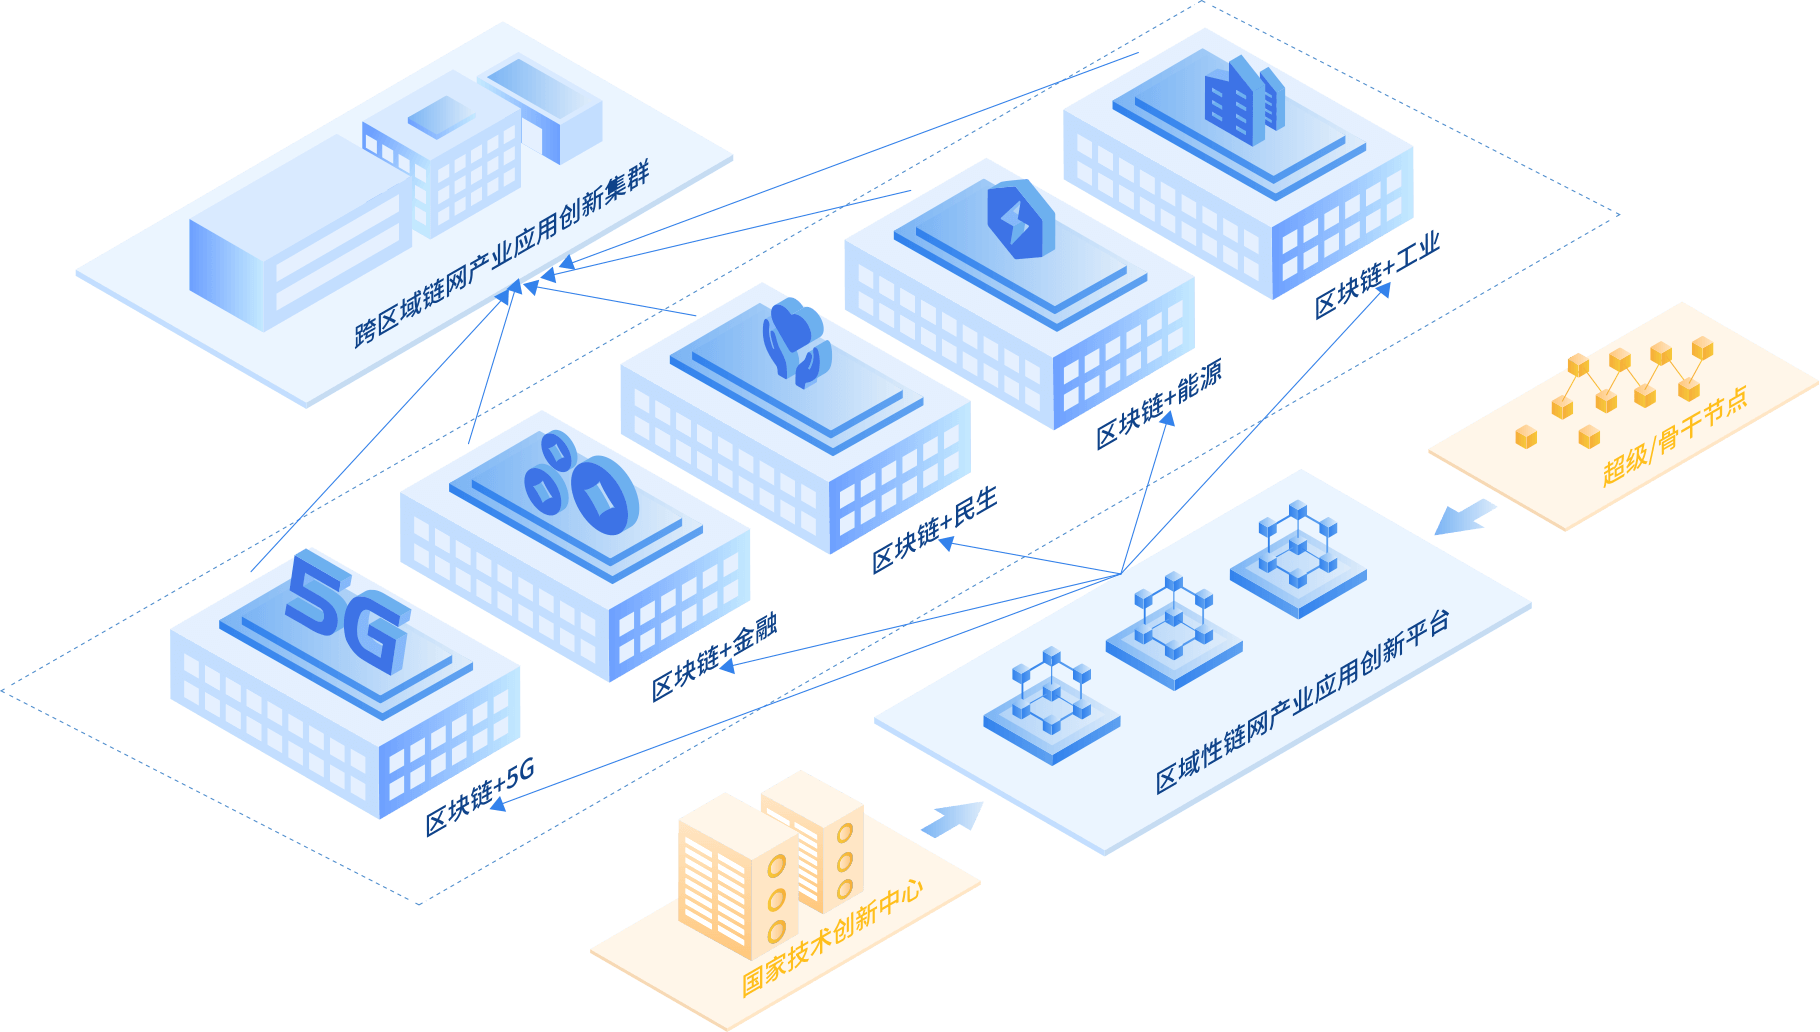 跨区域链网产业应用创新集群
区块链+工业
区块链+能源
超级/骨干节点
区块链+民生
区块链+金融
5G
区块链+5G
区域性链网产业应用创新平台
国家技术创新中心